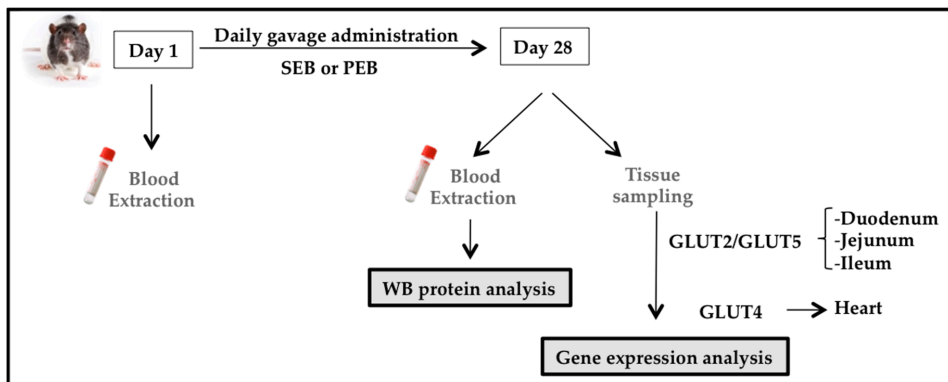 Day 1
Daily gavage administration
SEB or PEB
Day 28
Blood
Extraction
Blood
Extraction
Tissue
sampling
GLUT2/GLUT5
-Duodenum
-Jejunum
-Ileum
WB protein analysis
GLUT4
Heart
Gene expression analysis